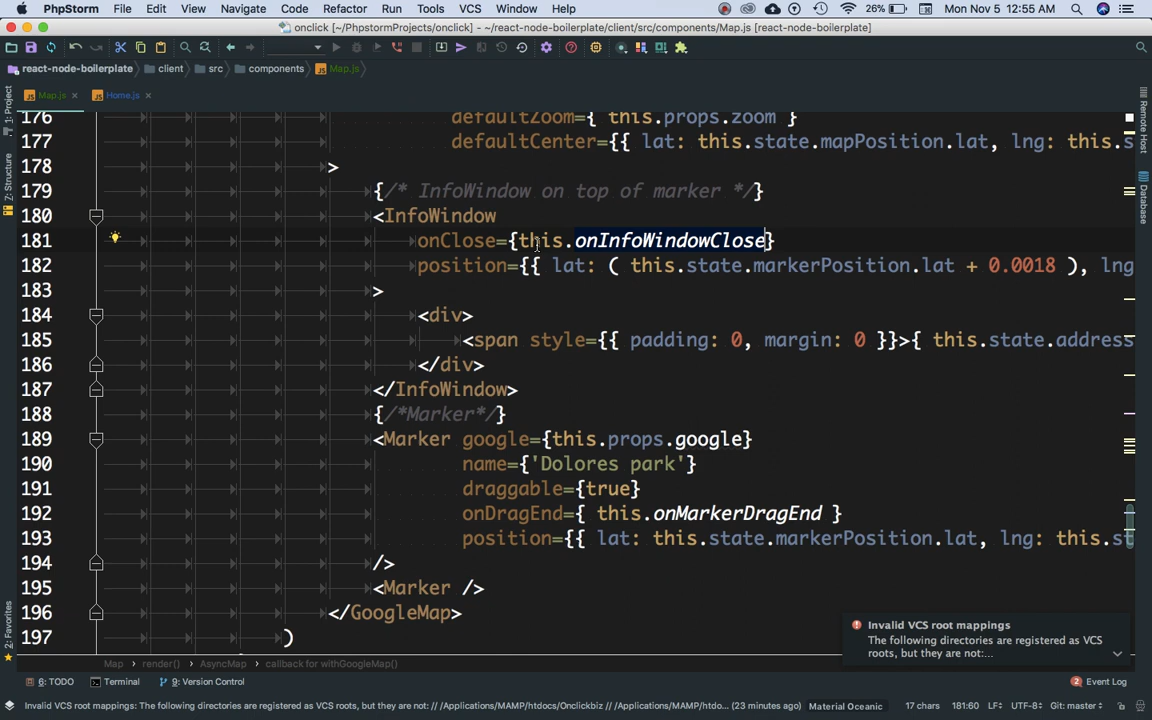 PhpStorm File Edit View Navigate Code Refactor Run Tools VCS Window Help 26% Mon Nov 5 12:55 AM
onclick [~/PhpstormProjects/onclick] - ~/react-node-boilerplate/client/src/components/Map.js [react-node-boilerplate]
react-node-boilerplate client src components Map.js
Map.js Home.js
1: Project
Z: Structure
2: Favorites
Remote Host
Database
176 defaultZoom={ this.props.zoom }
177 defaultCenter={{ lat: this.state.mapPosition.lat, lng: this.s
178 >
179 {/* InfoWindow on top of marker */}
180 <InfoWindow
181 onClose={this.onInfoWindowClose}
182 position={{ lat: ( this.state.markerPosition.lat + 0.0018 ), lng
183 >
184 <div>
185 <span style={{ padding: 0, margin: 0 }}>{ this.state.address
186 </div>
187 </InfoWindow>
188 {/*Marker*/}
189 <Marker google={this.props.google}
190 name={'Dolores park'}
191 draggable={true}
192 onDragEnd={ this.onMarkerDragEnd }
193 position={{ lat: this.state.markerPosition.lat, lng: this.st
194 />
195 <Marker />
196 </GoogleMap>
197 )
Invalid VCS root mappings
The following directories are registered as VCS
roots, but they are not:...
Map › render() › AsyncMap › callback for withGoogleMap()
6: TODO Terminal 9: Version Control 2 Event Log
Invalid VCS root mappings: The following directories are registered as VCS roots, but they are not: // /Applications/MAMP/htdocs/Onclickbiz // /Applications/MAMP/htdo... (23 minutes ago) Material Oceanic 17 chars 181:60 LF÷ UTF-8÷ Git: master÷